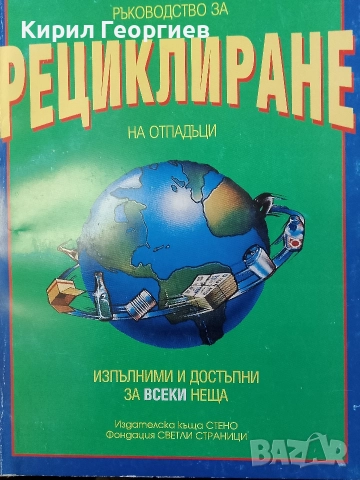 Кирил Георгиев
РЪКОВОДСТВО ЗА
РЕЦИКЛИРАНЕ
НА ОТПАДЪЦИ
ИЗПЪЛНИМИ И ДОСТЪПНИ
ЗА ВСЕКИ НЕЩА
Издателска къща СТЕНО
Фондация СВЕТЛИ СТРАНИЦИ
BAZAR